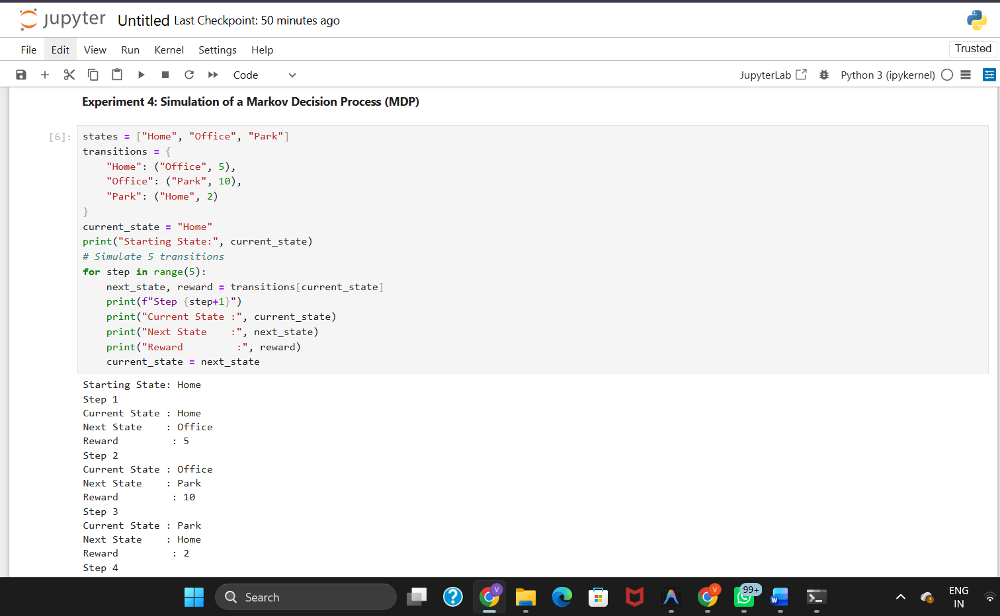 jupyter Untitled Last Checkpoint: 50 minutes ago
File Edit View Run Kernel Settings Help Trusted
Code JupyterLab Python 3 (ipykernel)
Experiment 4: Simulation of a Markov Decision Process (MDP)
[6]:
states = ["Home", "Office", "Park"]
transitions = {
    "Home": ("Office", 5),
    "Office": ("Park", 10),
    "Park": ("Home", 2)
}
current_state = "Home"
print("Starting State:", current_state)
# Simulate 5 transitions
for step in range(5):
    next_state, reward = transitions[current_state]
    print(f"Step {step+1}")
    print("Current State :", current_state)
    print("Next State    :", next_state)
    print("Reward         :", reward)
    current_state = next_state
Starting State: Home
Step 1
Current State : Home
Next State    : Office
Reward         : 5
Step 2
Current State : Office
Next State    : Park
Reward         : 10
Step 3
Current State : Park
Next State    : Home
Reward         : 2
Step 4
Search
V
V
99+
W
ENG
IN